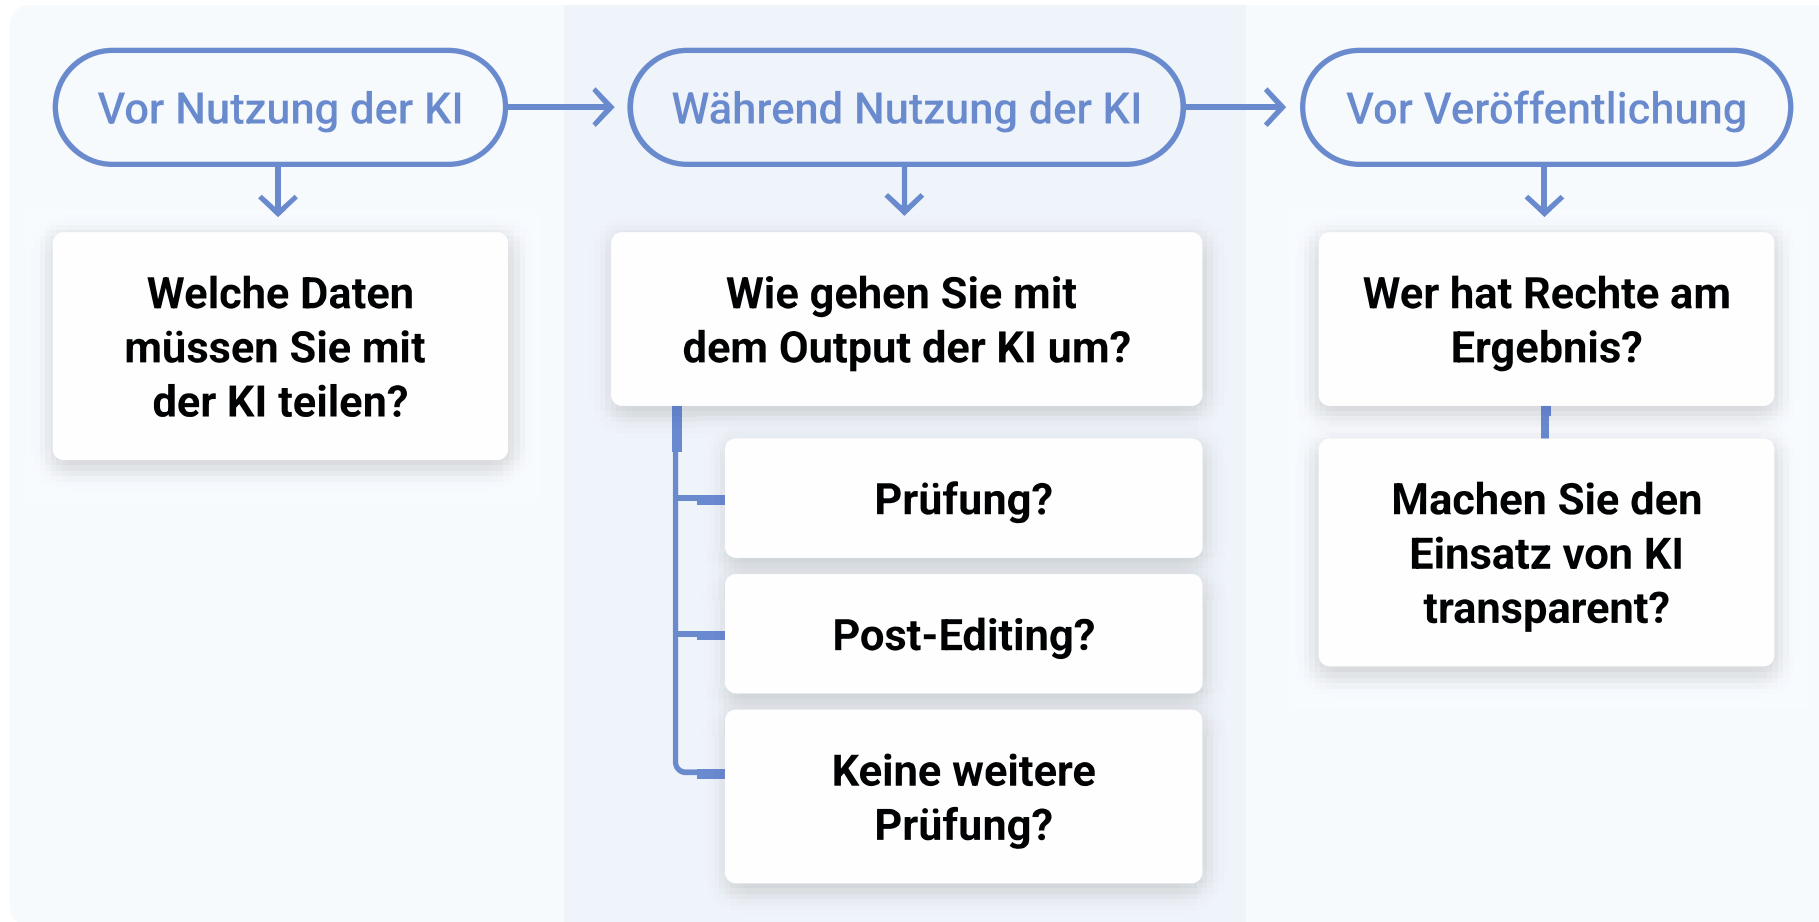 Vor Nutzung der KI
Während Nutzung der KI
Vor Veröffentlichung
Welche Daten
müssen Sie mit
der KI teilen?
Wie gehen Sie mit
dem Output der KI um?
Prüfung?
Post-Editing?
Keine weitere
Prüfung?
Wer hat Rechte am
Ergebnis?
Machen Sie den
Einsatz von KI
transparent?